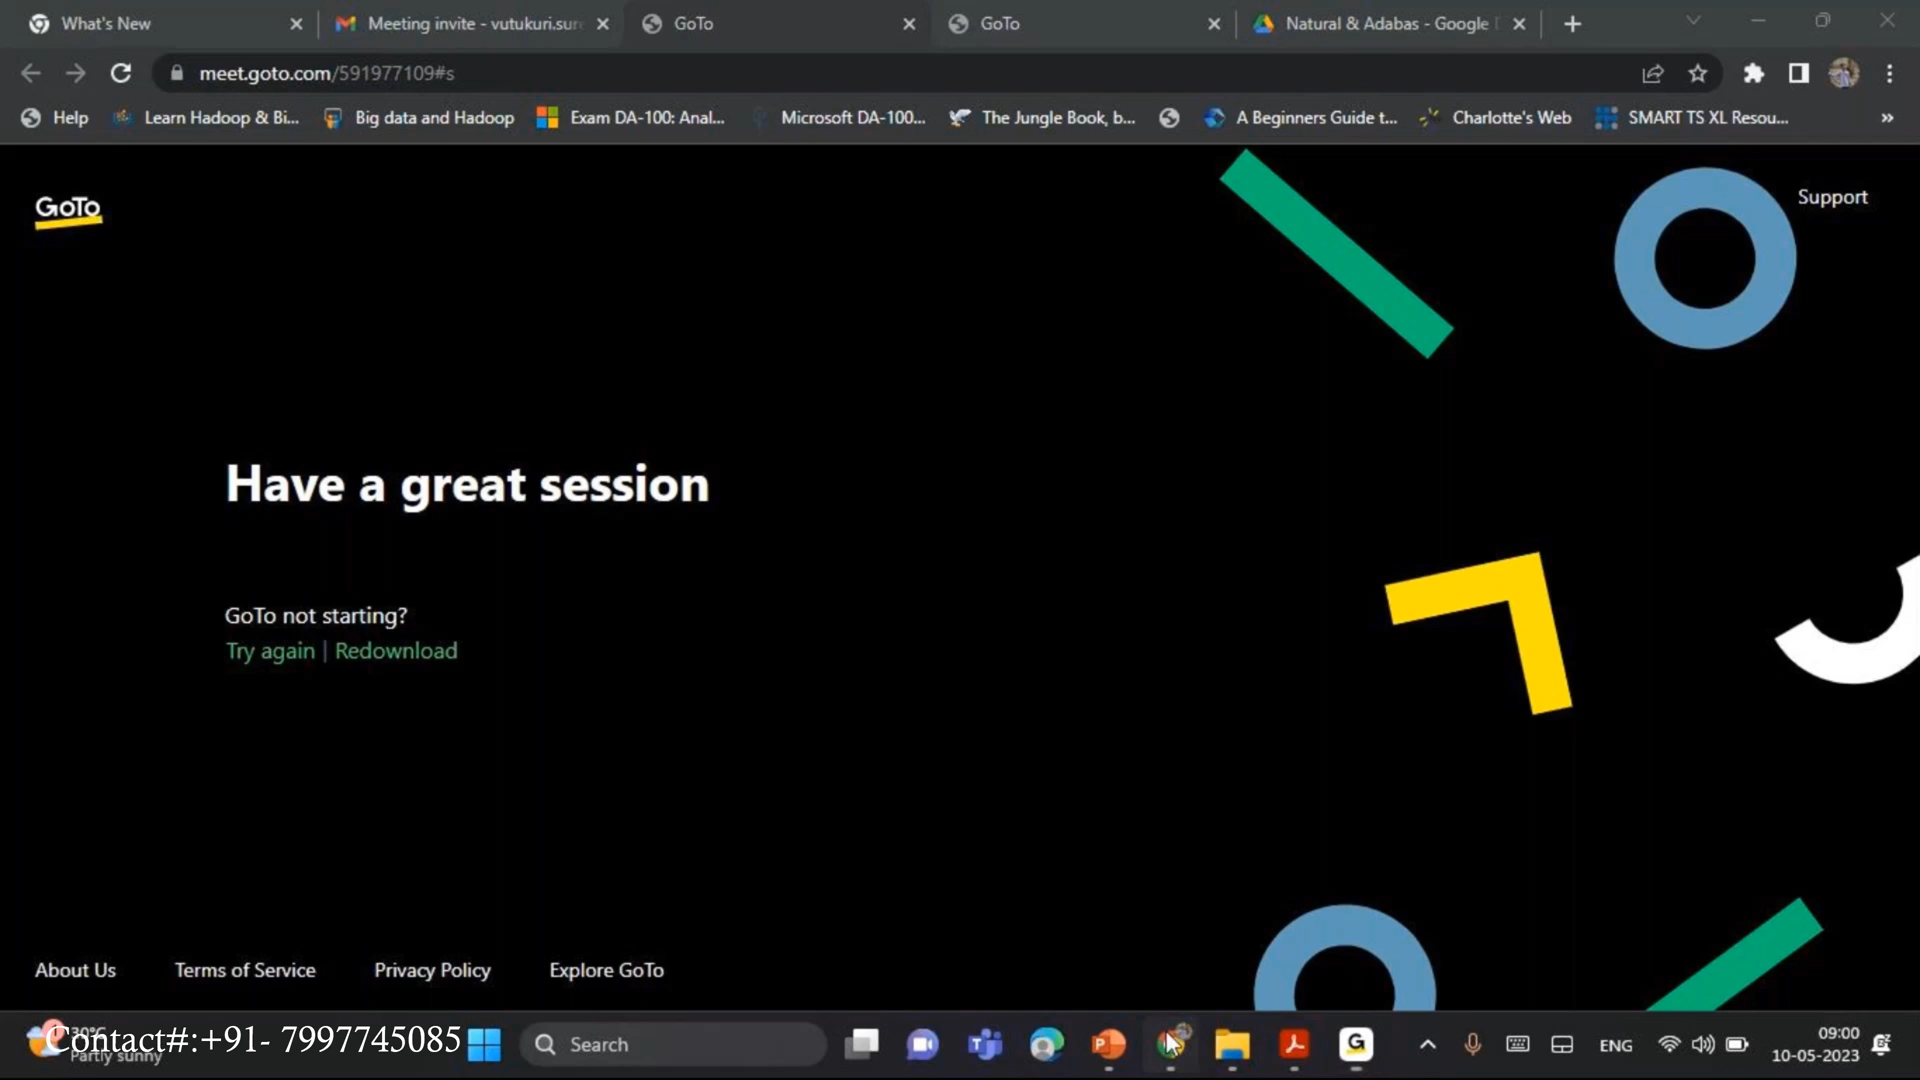 What's New
Meeting invite - vutukuri.sure
GoTo
GoTo
Natural & Adabas - Google D
meet.goto.com/591977109#s
Help
Learn Hadoop & Bi...
Big data and Hadoop
Exam DA-100: Anal...
Microsoft DA-100...
The Jungle Book, b...
A Beginners Guide t...
Charlotte's Web
SMART TS XL Resou...
»
GoTo
Support
Have a great session
GoTo not starting?
Try again | Redownload
About Us
Terms of Service
Privacy Policy
Explore GoTo
30°C
Partly sunny
Contact#:+91- 7997745085
Search
ENG
09:00
10-05-2023